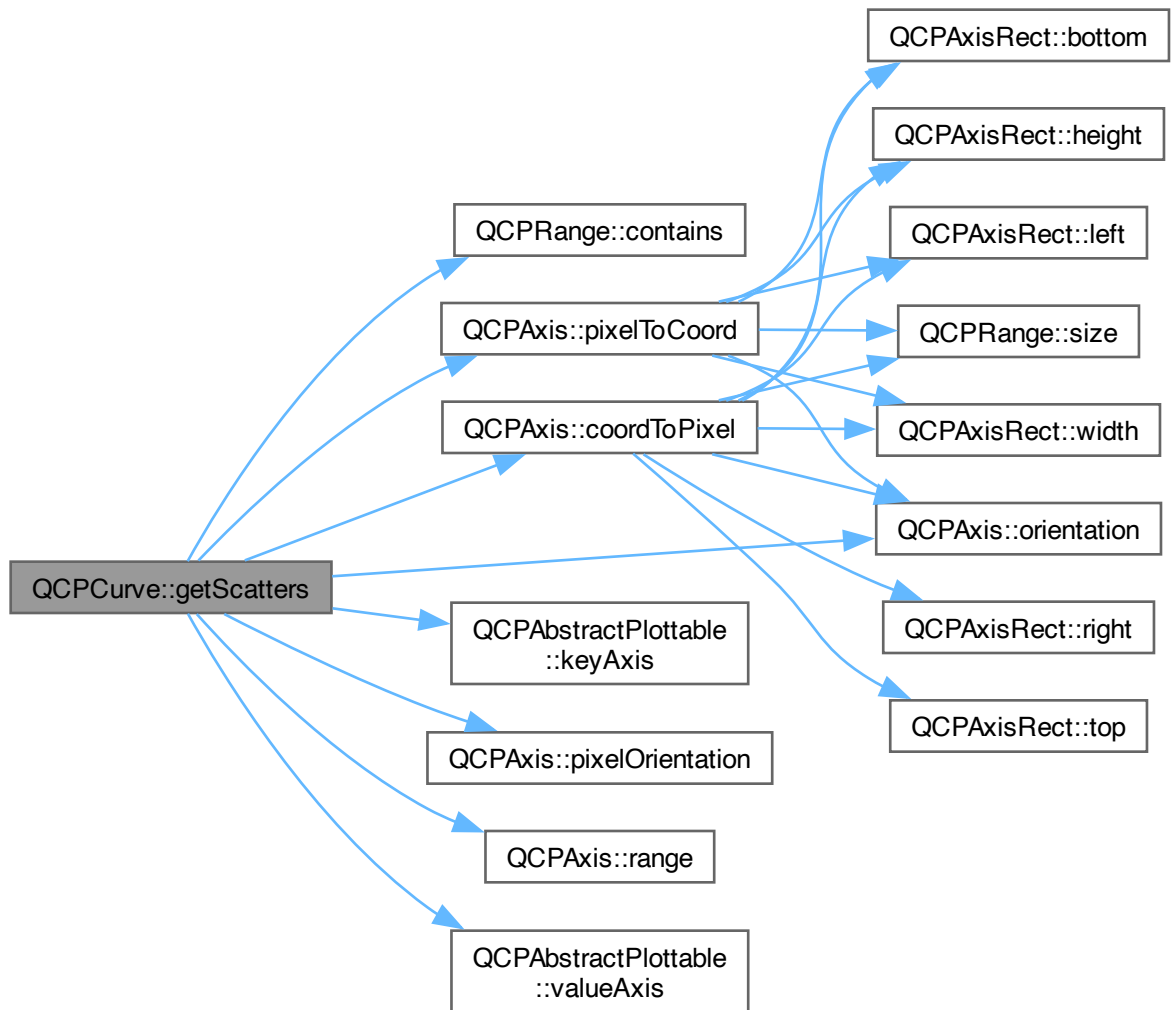 QCPAxisRect::bottom
QCPAxisRect::height
QCPRange::contains
QCPAxisRect::left
QCPAxis::pixelToCoord
QCPRange::size
QCPAxis::coordToPixel
QCPAxisRect::width
QCPAxis::orientation
QCPCurve::getScatters
QCPAbstractPlottable
::keyAxis
QCPAxisRect::right
QCPAxisRect::top
QCPAxis::pixelOrientation
QCPAxis::range
QCPAbstractPlottable
::valueAxis